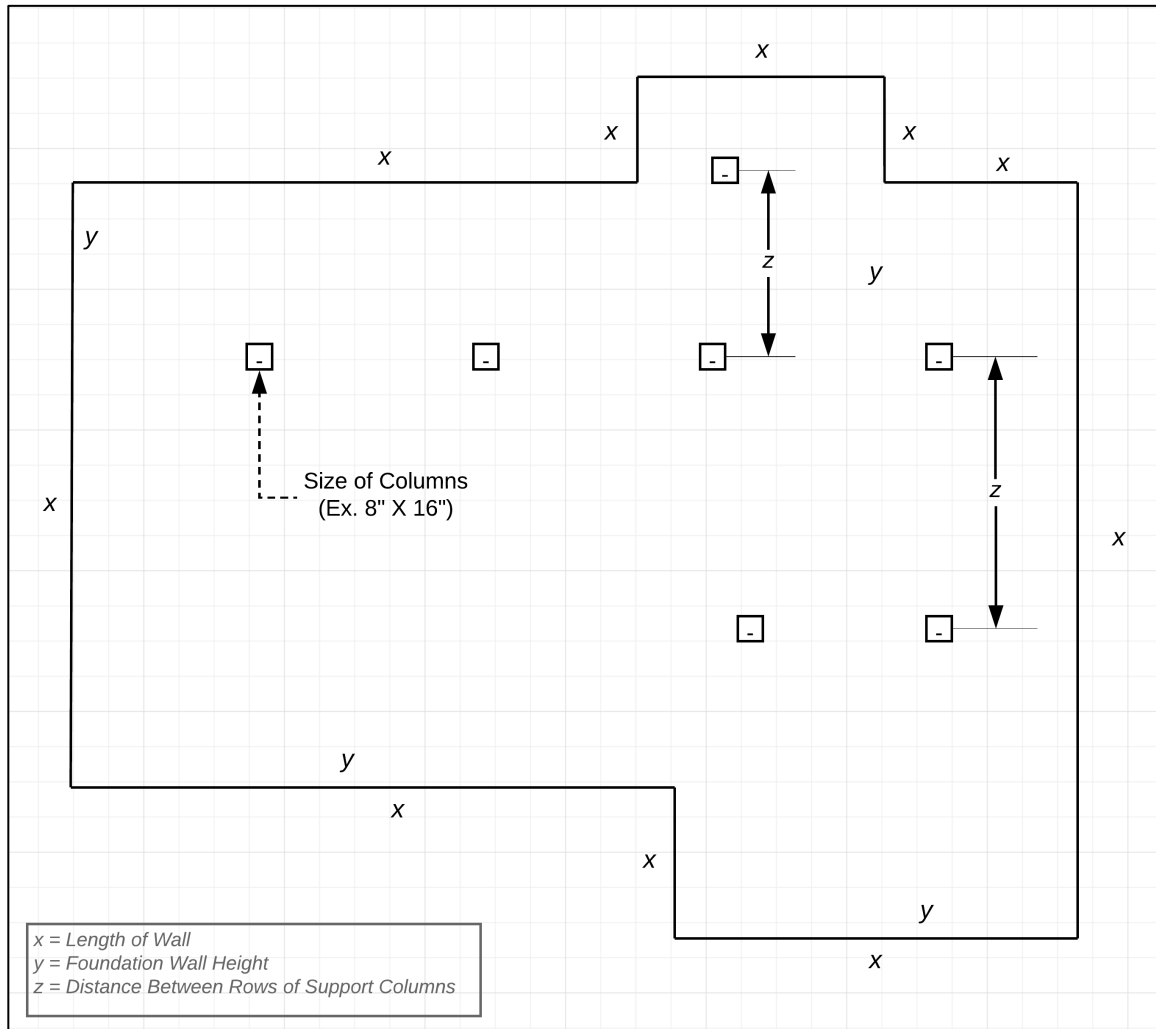 x
x
x
x
x
y
z
y
-
-
-
-
-
Size of Columns
(Ex. 8" X 16")
x
z
x
-
-
y
x
x
y
x
x = Length of Wall
y = Foundation Wall Height
z = Distance Between Rows of Support Columns